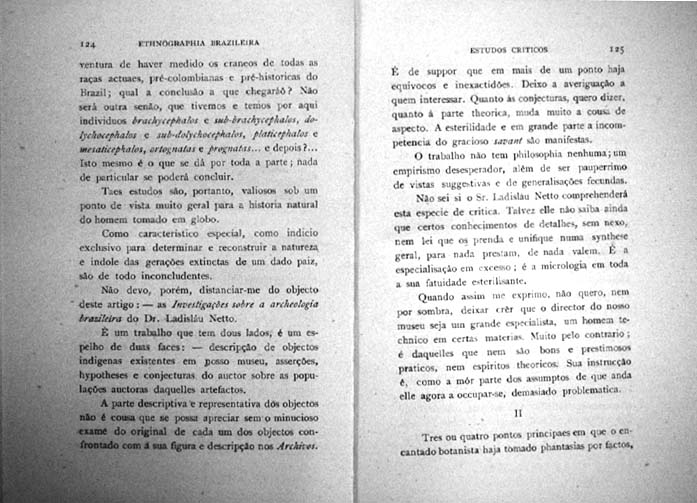 124 ETHNOGRAPHIA BRAZILEIRA
ventura de haver medido os craneos de todas as
raças actuaes, pré-colombianas e pré-historicas do
Brazil; qual a conclusão a que chegaráõ? Não
será outra senão, que tivemos e temos por aqui
individuos brachycephalos e sub-brachycephalos, do-
lychocephalos e sub-dolychocephalos, platicephalos e
mesaticephalos, ortognatas e prognatas... e depois?...
Isto mesmo é o que se dá por toda a parte; nada
de particular se poderá concluir.
Taes estudos são, portanto, valiosos sob um
ponto de vista muito geral para a historia natural
do homem tomado em globo.
Como caracteristico especial, como indicio
exclusivo para determinar e reconstruir a natureza
e indole das gerações extinctas de um dado paiz,
são de todo inconcludentes.
Não devo, porém, distanciar-me do objecto
deste artigo: — as Investigações sobre a archeologia
brazileira do Dr. Ladisláu Netto.
É um trabalho que tem dous lados, é um es-
pelho de duas faces: — descripção de objectos
indigenas existentes em nosso museu, asserções,
hypotheses e conjecturas do auctor sobre as popu-
lações auctoras daquelles artefactos.
A parte descriptiva e representativa dos objectos
não é cousa que se possa apreciar sem o minucioso
exame do original de cada um dos objectos con-
frontado com á sua figura e descripção nos Archivos.
ESTUDOS CRITICOS 125
É de suppor que em mais de um ponto haja
equivocos e inexactidões. Deixo a averiguação a
quem interessar. Quanto ás conjecturas, quero dizer,
quanto á parte theorica, muda muito a cousa de
aspecto. A esterilidade e em grande parte a incom-
petencia do gracioso savant são manifestas.
O trabalho não tem philosophia nenhuma; um
empirismo desesperador, além de ser pauperrimo
de vistas suggestivas e de generalisações fecundas.
Não sei si o Sr. Ladisláu Netto comprehenderá
esta especie de critica. Talvez elle não saiba ainda
que certos conhecimentos de detalhes, sem nexo,
nem lei que os prenda e unifique numa synthese
geral, para nada prestam, de nada valem. É a
especialisação em excesso; é a micrologia em toda
a sua fatuidade esterilisante.
Quando assim me exprimo, não quero, nem
por sombra, deixar crêr que o director do nosso
museu seja um grande especialista, um homem te-
chnico em certas materias. Muito pelo contrario;
é daquelles que nem são bons e prestimosos
praticos, nem espiritos theoricos. Sua instrucção
é, como a mór parte dos assumptos de que anda
elle agora a occupar-se, demasiado problematica.
II
Tres ou quatro pontos principaes em que o en-
cantado botanista haja tomado phantasias por factos,